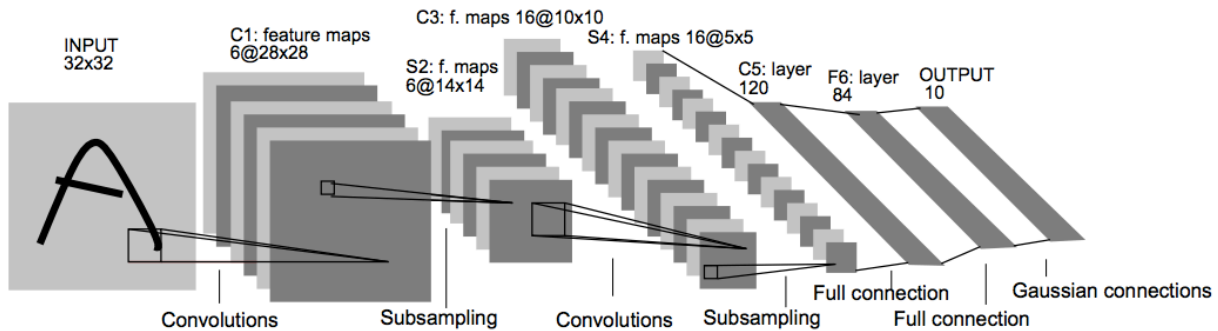 INPUT
32x32
C1: feature maps
6@28x28
S2: f. maps
6@14x14
C3: f. maps 16@10x10
S4: f. maps 16@5x5
C5: layer
120
F6: layer
84
OUTPUT
10
Convolutions
Subsampling
Convolutions
Subsampling
Full connection
Full connection
Gaussian connections
A